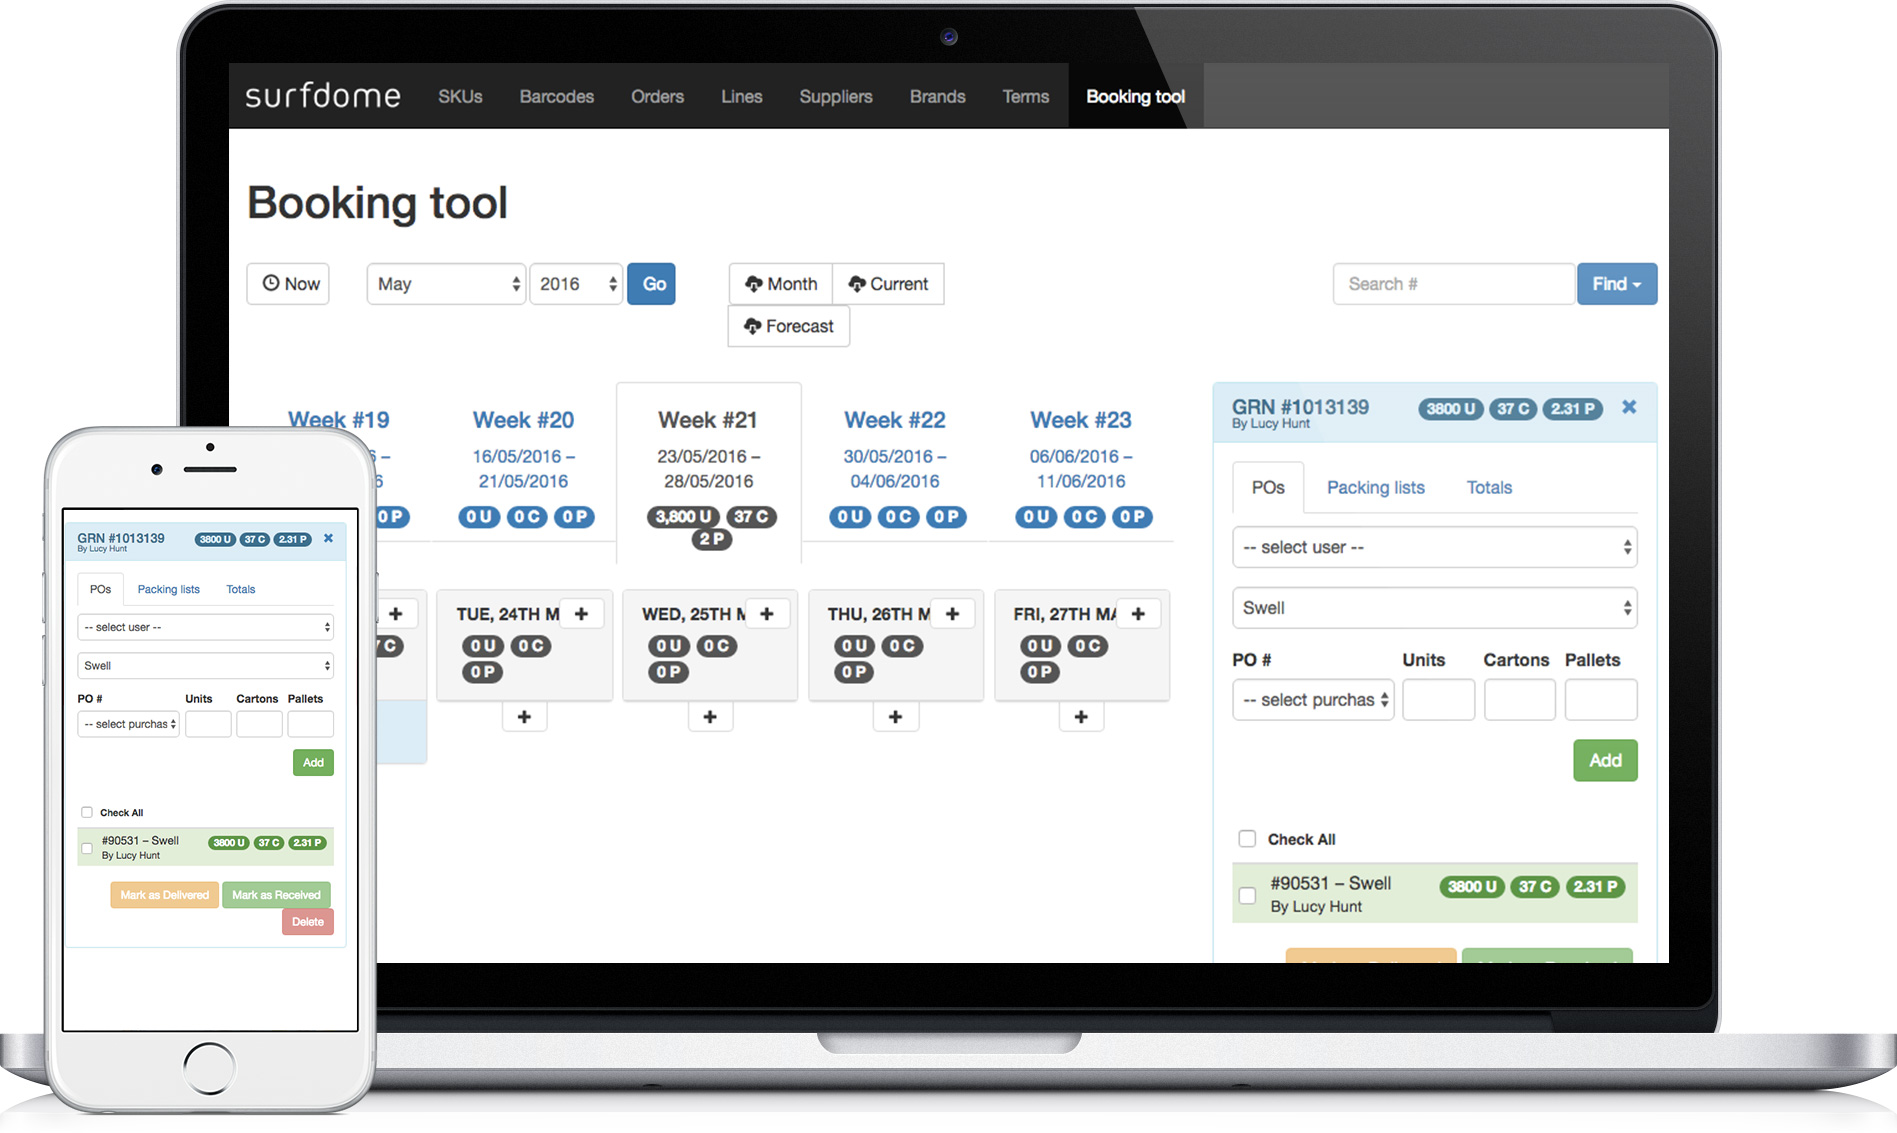 surfdome SKUs Barcodes Orders Lines Suppliers Brands Terms Booking tool
Booking tool
Now May 2016 Go Month Current Search # Find
Forecast
Week #19 Week #20 Week #21 Week #22 Week #23
6 – 16/05/2016 – 23/05/2016 – 30/05/2016 – 06/06/2016 –
6 21/05/2016 28/05/2016 04/06/2016 11/06/2016
0 P 0 U 0 C 0 P 3,800 U 37 C 0 U 0 C 0 P 0 U 0 C 0 P
2 P
+ TUE, 24TH M + WED, 25TH M + THU, 26TH M + FRI, 27TH MA +
7 C 0 U 0 C 0 U 0 C 0 U 0 C 0 U 0 C
0 P 0 P 0 P 0 P
+ + + +
GRN #1013139 3800 U 37 C 2.31 P ×
By Lucy Hunt
POs Packing lists Totals
-- select user --
Swell
PO # Units Cartons Pallets
-- select purchas
Add
Check All
#90531 – Swell 3800 U 37 C 2.31 P
By Lucy Hunt
GRN #1013139 3800 U 37 C 2.31 P ×
By Lucy Hunt
POs Packing lists Totals
-- select user --
Swell
PO # Units Cartons Pallets
-- select purchas
Add
Check All
#90531 – Swell 3800 U 37 C 2.31 P
By Lucy Hunt
Mark as Delivered Mark as Received
Delete